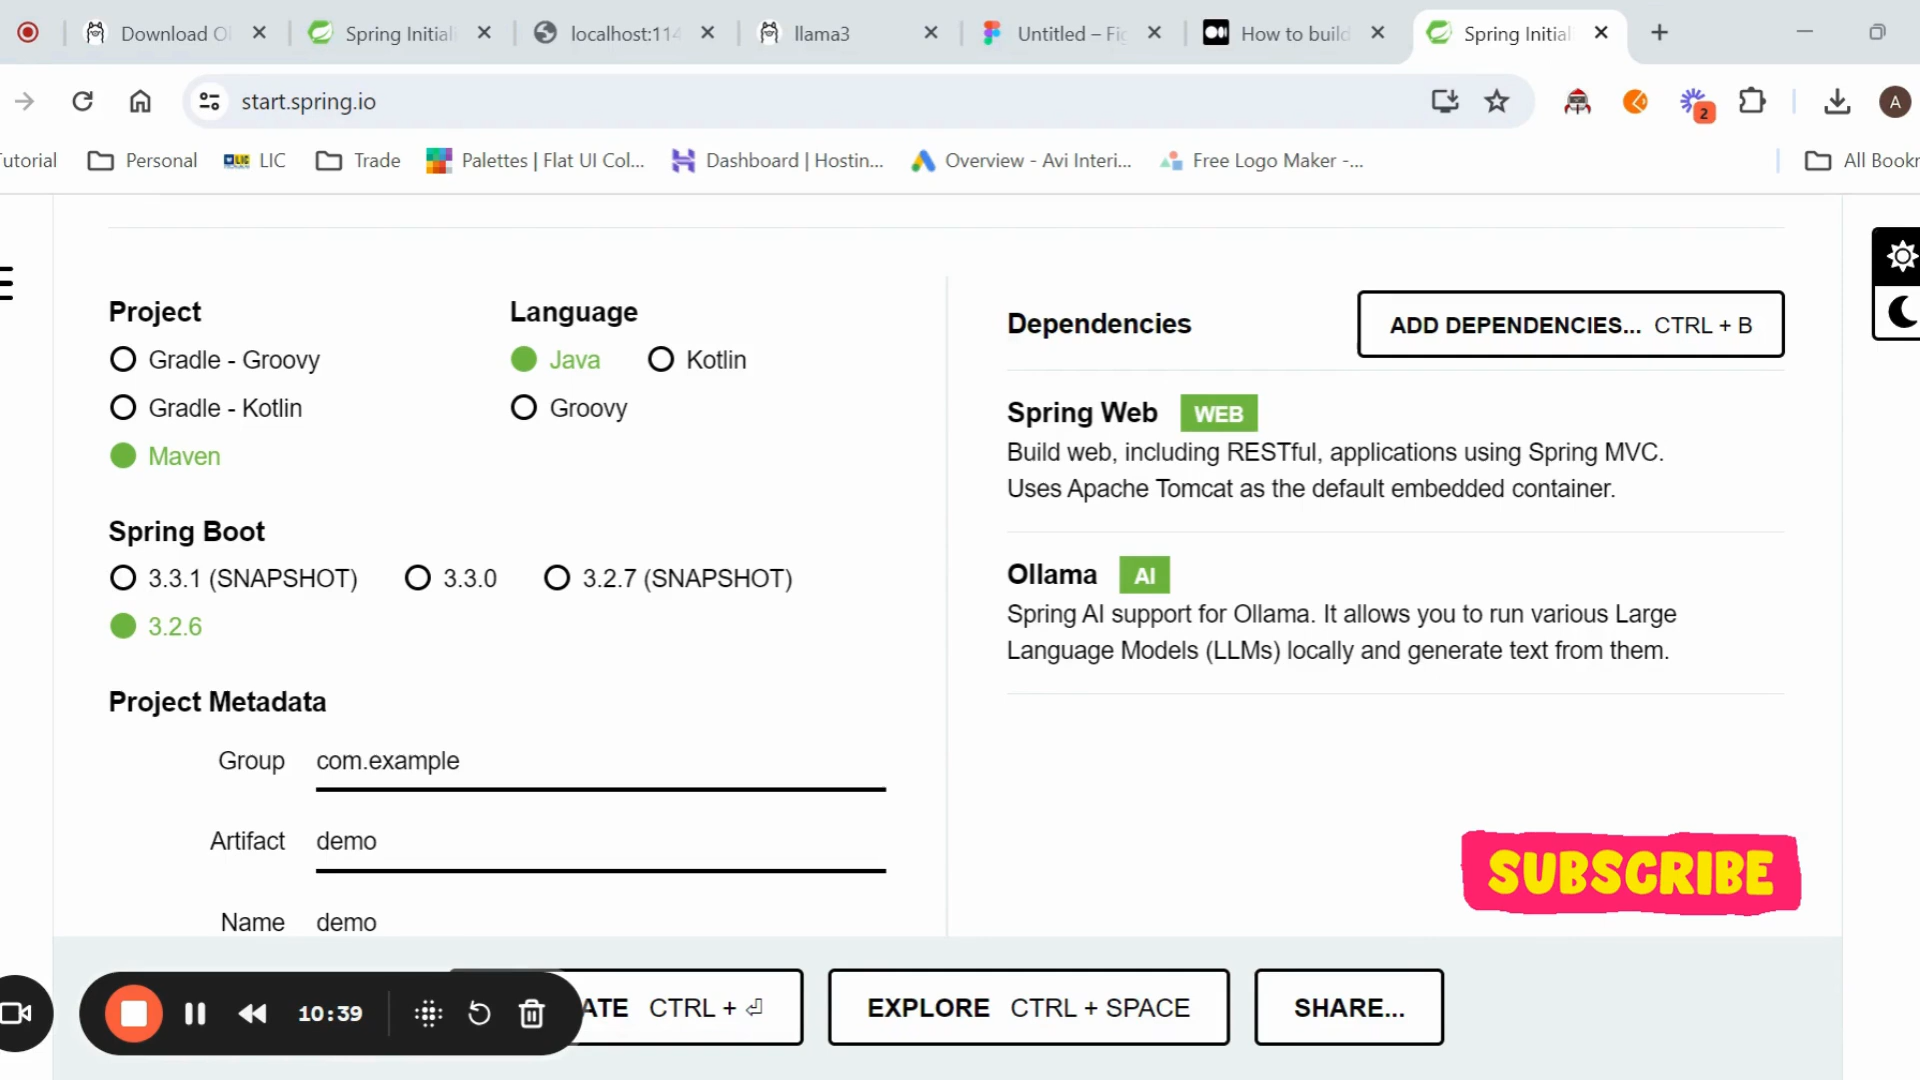 Download Ol
Spring Initiali
localhost:114
llama3
Untitled – Fig
How to build
Spring Initial
start.spring.io
2
A
utorial
Personal
LIC
Trade
Palettes | Flat UI Col...
Dashboard | Hostin...
Overview - Avi Interi...
Free Logo Maker -...
All Bookr
Project
Gradle - Groovy
Gradle - Kotlin
Maven
Language
Java
Kotlin
Groovy
Spring Boot
3.3.1 (SNAPSHOT)
3.3.0
3.2.7 (SNAPSHOT)
3.2.6
Project Metadata
Group com.example
Artifact demo
Name demo
Dependencies
ADD DEPENDENCIES... CTRL + B
Spring Web WEB
Build web, including RESTful, applications using Spring MVC.
Uses Apache Tomcat as the default embedded container.
Ollama AI
Spring AI support for Ollama. It allows you to run various Large
Language Models (LLMs) locally and generate text from them.
SUBSCRIBE
10:39
ATE CTRL + ⏎
EXPLORE CTRL + SPACE
SHARE...